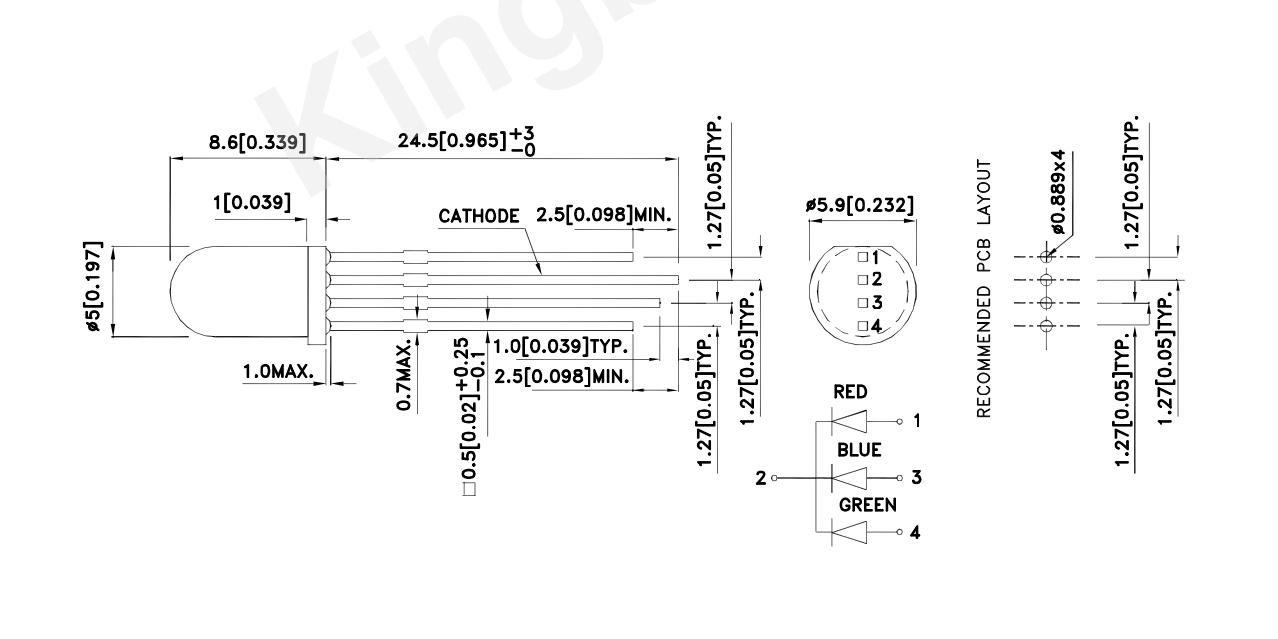 Kingb
8.6[0.339]
24.5[0.965]+3
−0
1[0.039]
CATHODE
2.5[0.098]MIN.
1.27[0.05]TYP.
ø5[0.197]
1.0MAX.
0.7MAX.
□0.5[0.02]+0.25
−0.1
1.0[0.039]TYP.
2.5[0.098]MIN.
1.27[0.05]TYP.
1.27[0.05]TYP.
ø5.9[0.232]
1
2
3
4
RED
1
BLUE
2
3
GREEN
4
RECOMMENDED PCB LAYOUT
ø0.889x4
1.27[0.05]TYP.
1.27[0.05]TYP.
1.27[0.05]TYP.